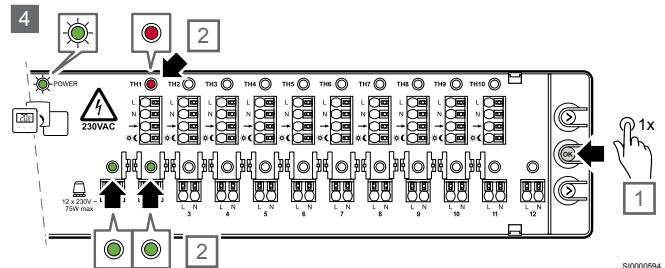 4
2
POWER
TH1 TH2 TH3 TH4 TH5 TH6 TH7 TH8 TH9 TH10
L L L L L L L L L L
N N N N N N N N N N
230VAC
1x
OK
1
12 x 230V ~
75W max
L N L N L N L N L N L N L N L N L N L N
3 4 5 6 7 8 9 10 11 12
2
SI0000594